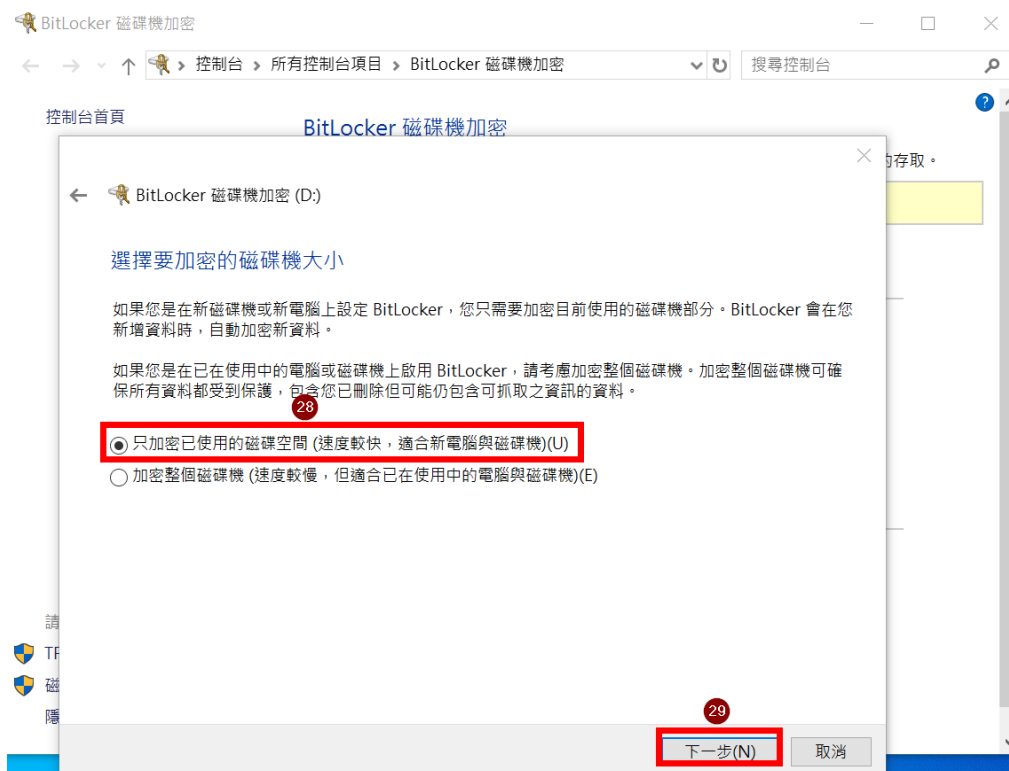 BitLocker 磁碟機加密
控制台 > 所有控制台項目 > BitLocker 磁碟機加密
搜尋控制台
控制台首頁
BitLocker 磁碟機加密
的存取。
BitLocker 磁碟機加密 (D:)
選擇要加密的磁碟機大小
如果您是在新磁碟機或新電腦上設定 BitLocker，您只需要加密目前使用的磁碟機部分。BitLocker 會在您
新增資料時，自動加密新資料。
如果您是在已在使用中的電腦或磁碟機上啟用 BitLocker，請考慮加密整個磁碟機。加密整個磁碟機可確
保所有資料都受到保護，包含您已刪除但可能仍包含可抓取之資訊的資料。
28
只加密已使用的磁碟空間 (速度較快，適合新電腦與磁碟機)(U)
加密整個磁碟機 (速度較慢，但適合已在使用中的電腦與磁碟機)(E)
請
磁
隱
29
下一步(N)
取消